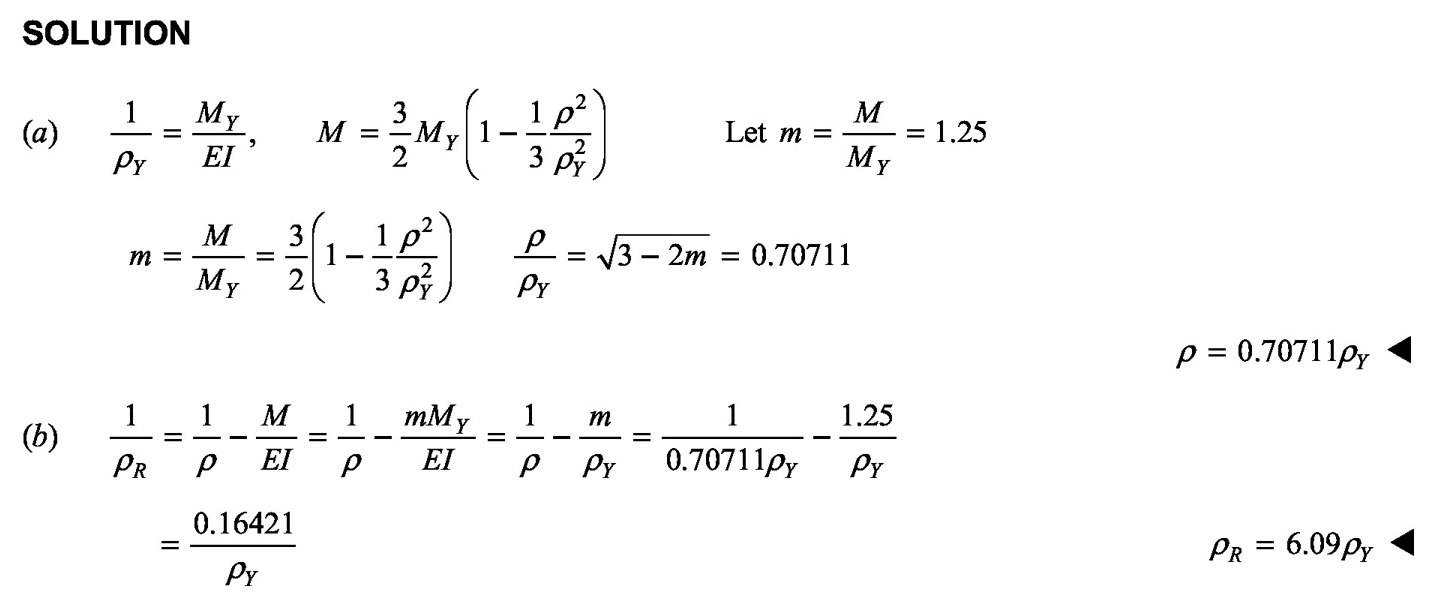 SOLUTION
(a) 1/ρ_Y = M_Y/EI, M = 3/2 M_Y (1 − 1/3 ρ²/ρ_Y²) Let m = M/M_Y = 1.25
m = M/M_Y = 3/2 (1 − 1/3 ρ²/ρ_Y²) ρ/ρ_Y = √(3 − 2m) = 0.70711
ρ = 0.70711ρ_Y ◄
(b) 1/ρ_R = 1/ρ − M/EI = 1/ρ − mM_Y/EI = 1/ρ − m/ρ_Y = 1/0.70711ρ_Y − 1.25/ρ_Y
= 0.16421/ρ_Y ρ_R = 6.09ρ_Y ◄